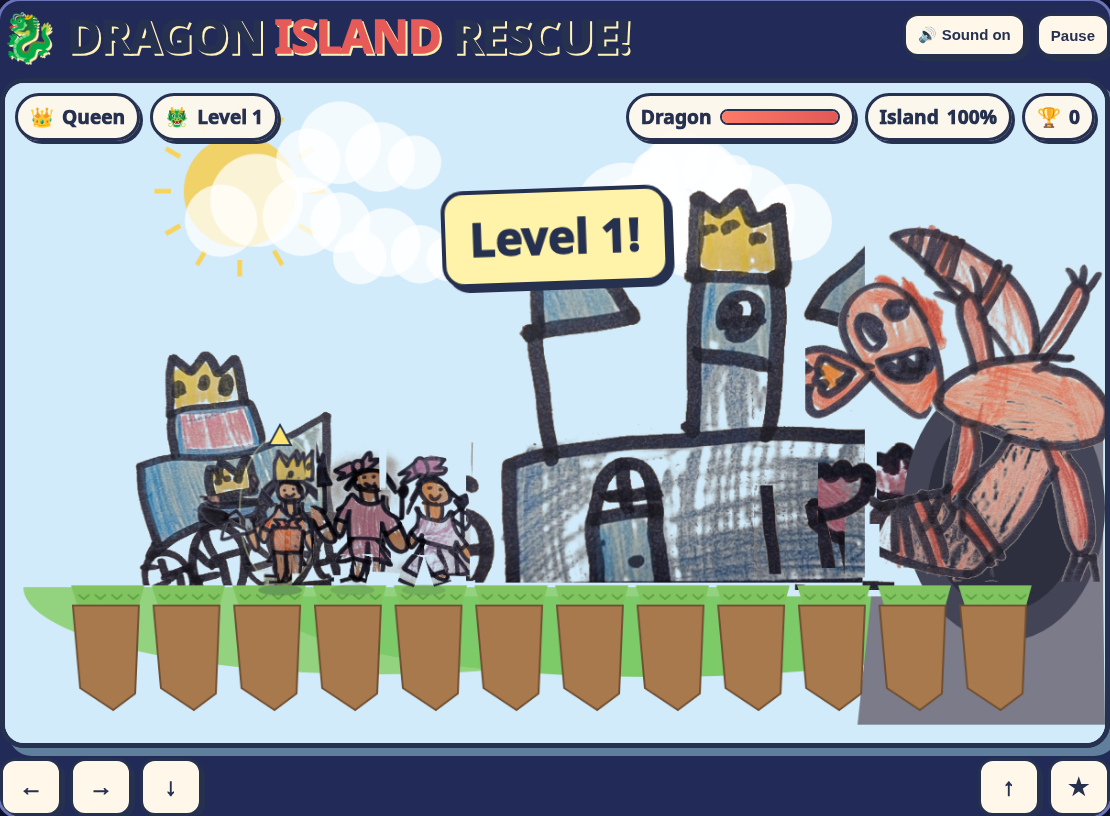 DRAGON ISLAND RESCUE!
Sound on
Pause
Queen
Level 1
Dragon
Island 100%
0
Level 1!
← → ↓ ↑ ★